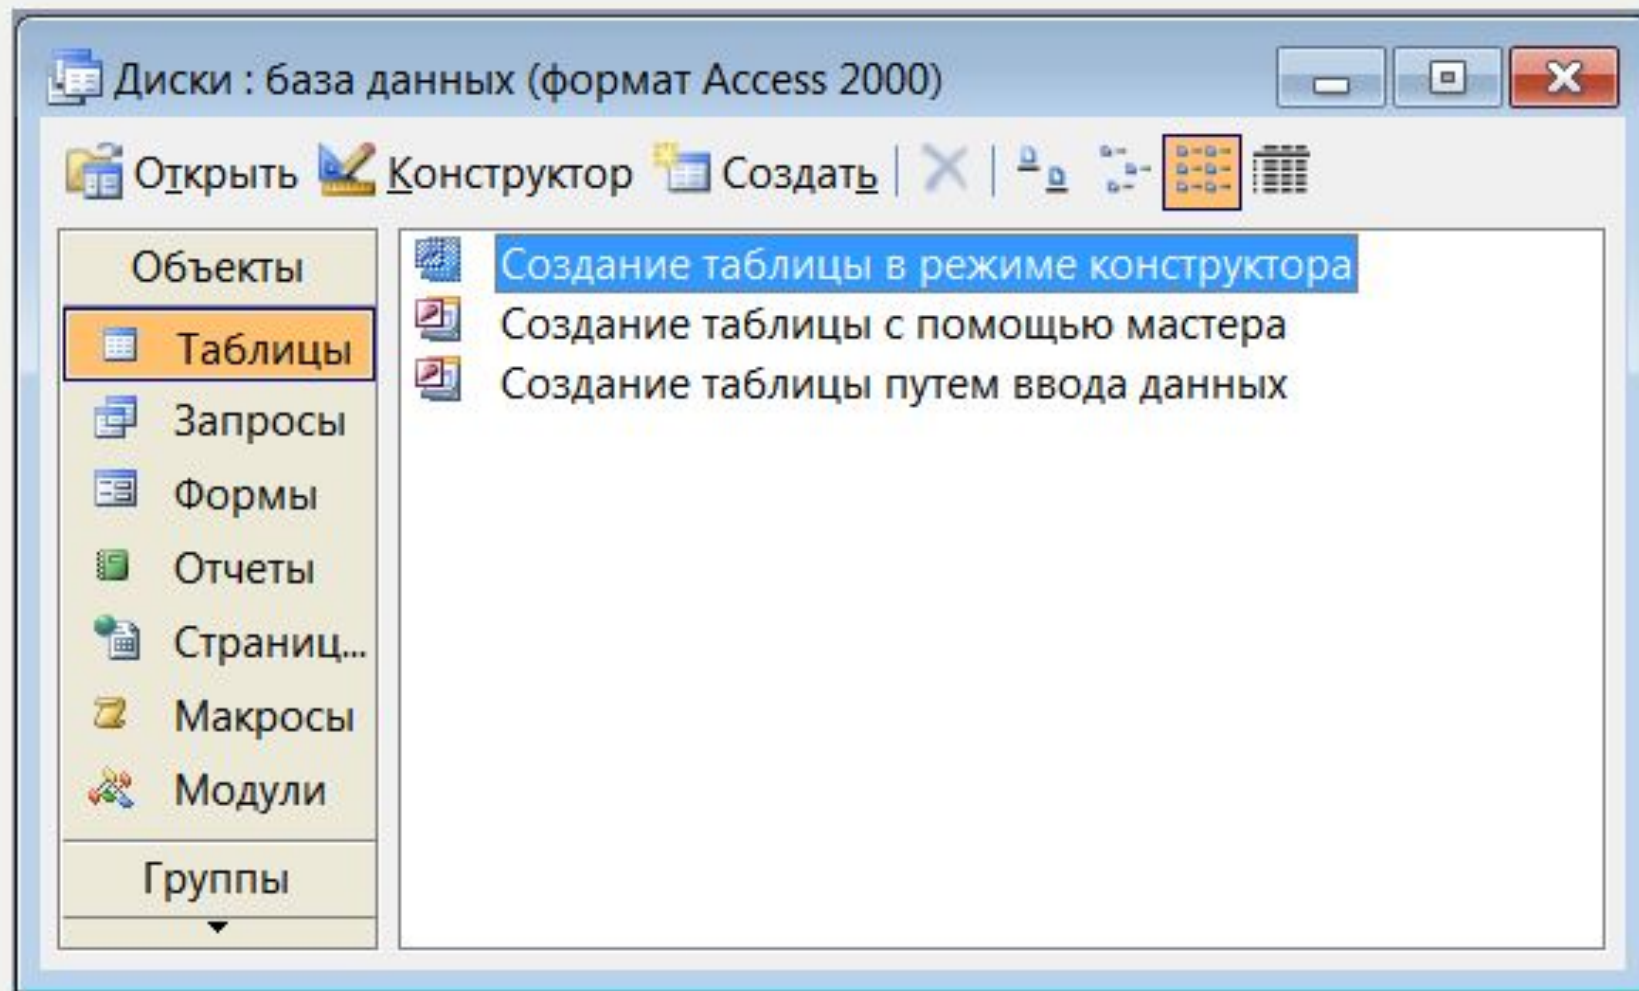 Диски : база данных (формат Access 2000)
Открыть Конструктор Создать
Объекты
Таблицы
Запросы
Формы
Отчеты
Страниц...
Макросы
Модули
Группы
Создание таблицы в режиме конструктора
Создание таблицы с помощью мастера
Создание таблицы путем ввода данных